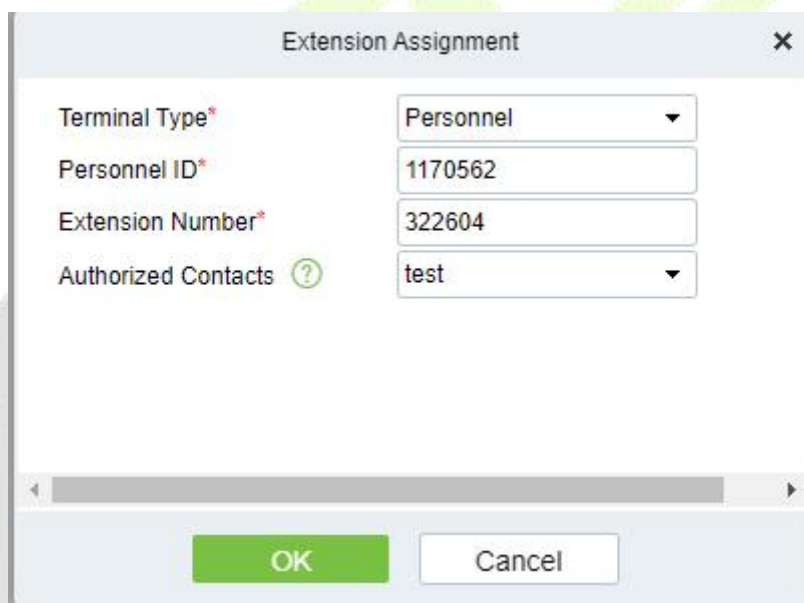 Extension Assignment ×
Terminal Type* Personnel
Personnel ID* 1170562
Extension Number* 322604
Authorized Contacts ? test
OK Cancel